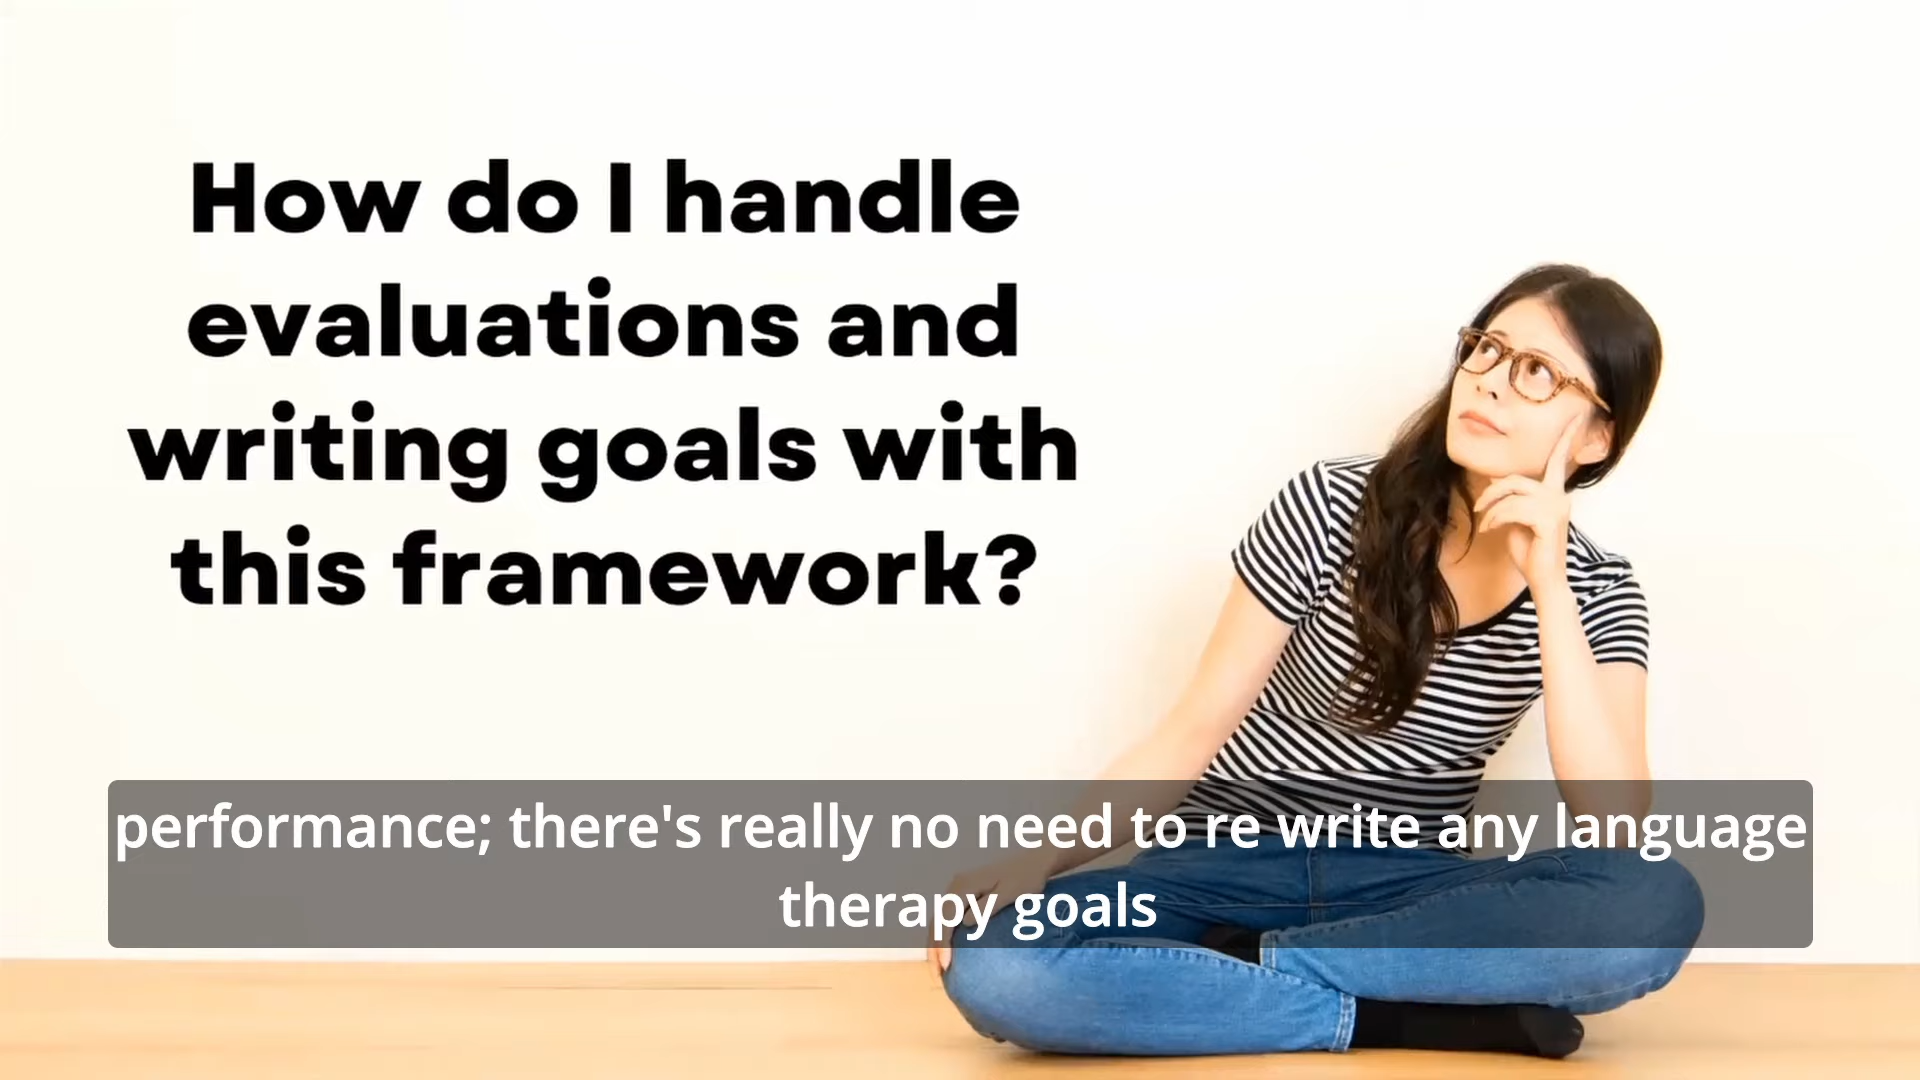 How do I handle
evaluations and
writing goals with
this framework?
performance; there's really no need to re write any language
therapy goals